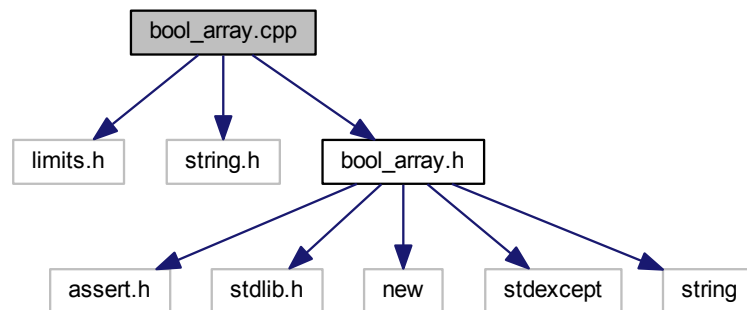 bool_array.cpp
limits.h
string.h
bool_array.h
assert.h
stdlib.h
new
stdexcept
string